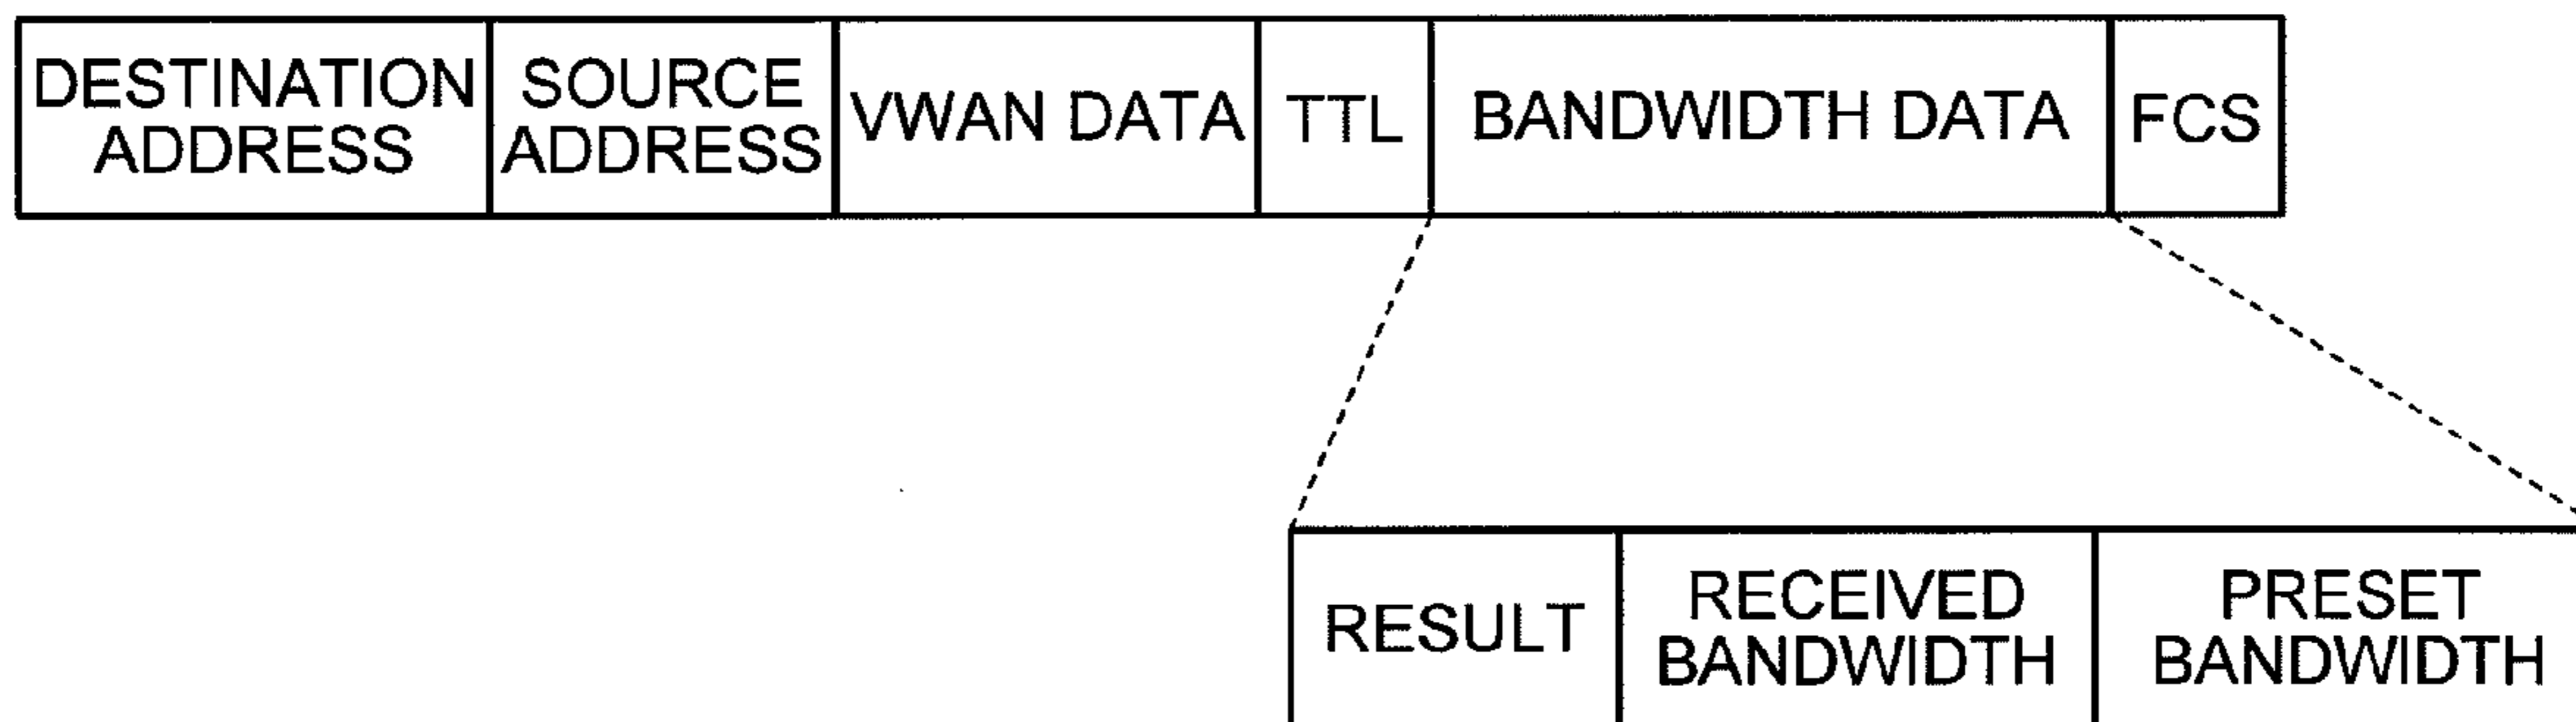 DESTINATION
ADDRESS
SOURCE
ADDRESS
VWAN DATA
TTL
BANDWIDTH DATA
FCS
RESULT
RECEIVED
BANDWIDTH
PRESET
BANDWIDTH